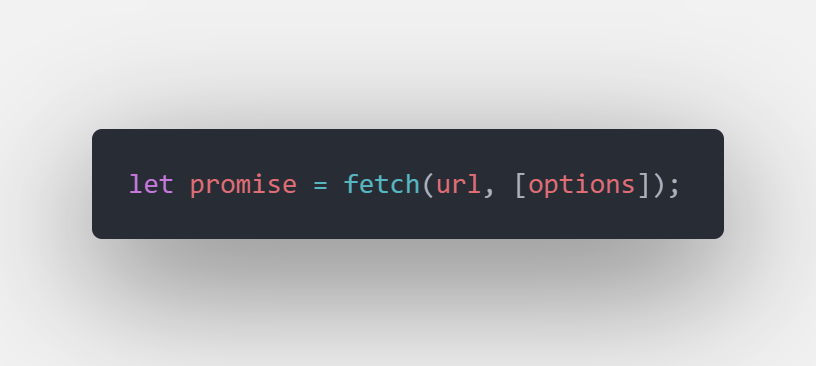 let promise = fetch(url, [options]);